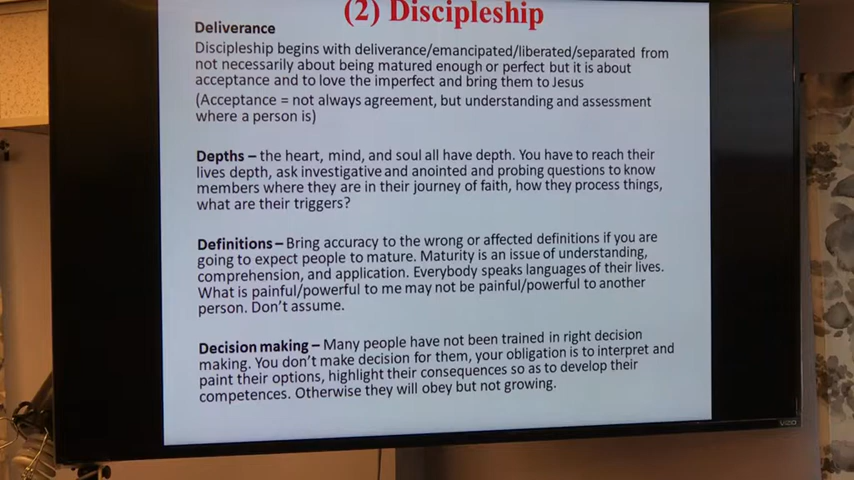 (2) Discipleship
Deliverance
Discipleship begins with deliverance/emancipated/liberated/separated from
not necessarily about being matured enough or perfect but it is about
acceptance and to love the imperfect and bring them to Jesus
(Acceptance = not always agreement, but understanding and assessment
where a person is)
Depths – the heart, mind, and soul all have depth. You have to reach their
lives depth, ask investigative and anointed and probing questions to know
members where they are in their journey of faith, how they process things,
what are their triggers?
Definitions – Bring accuracy to the wrong or affected definitions if you are
going to expect people to mature. Maturity is an issue of understanding,
comprehension, and application. Everybody speaks languages of their lives.
What is painful/powerful to me may not be painful/powerful to another
person. Don't assume.
Decision making – Many people have not been trained in right decision
making. You don't make decision for them, your obligation is to interpret and
paint their options, highlight their consequences so as to develop their
competences. Otherwise they will obey but not growing.
VIZIO